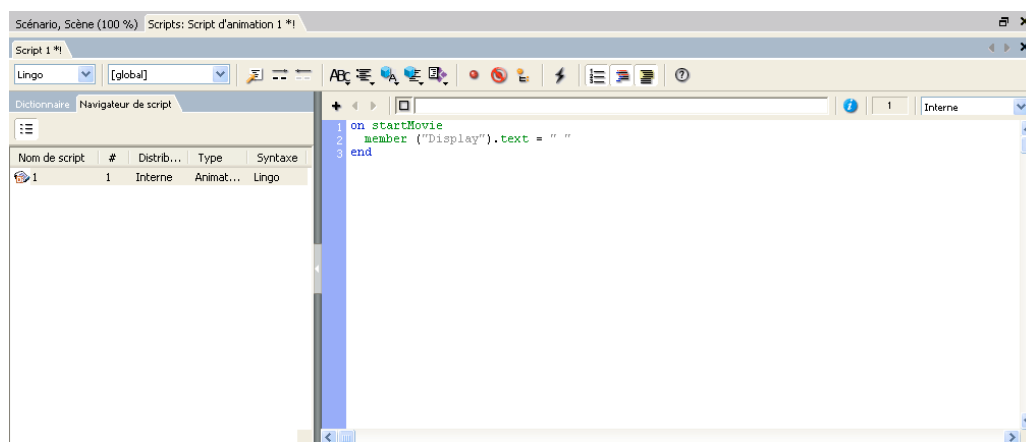 Scénario, Scène (100 %) Scripts: Script d'animation 1 *!
Script 1 *!
Lingo [global] ABC
Dictionnaire Navigateur de script 1 Interne
Nom de script # Distrib... Type Syntaxe
1 1 Interne Animat... Lingo
1 on startMovie
2 member ("Display").text = " "
3 end